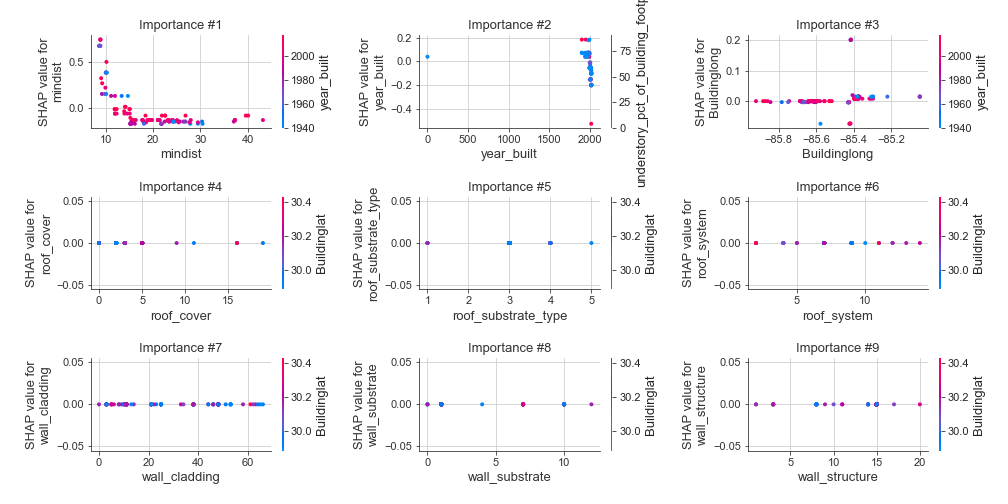 Importance #1
SHAP value for
mindist
0.5
0.0
10
20
30
40
mindist
2000
1980
1960
1940
year_built
Importance #2
SHAP value for
year_built
0.2
0.0
−0.2
−0.4
0
500
1000
1500
2000
year_built
75
50
25
0
understory_pct_of_building_footp
Importance #3
SHAP value for
Buildinglong
0.2
0.1
0.0
−85.8
−85.6
−85.4
−85.2
Buildinglong
2000
1980
1960
1940
year_built
Importance #4
SHAP value for
roof_cover
0.05
0.00
−0.05
0
5
10
15
roof_cover
30.4
30.2
30.0
Buildinglat
Importance #5
SHAP value for
roof_substrate_type
0.05
0.00
−0.05
1
2
3
4
5
roof_substrate_type
30.4
30.2
30.0
Buildinglat
Importance #6
SHAP value for
roof_system
0.05
0.00
−0.05
5
10
roof_system
30.4
30.2
30.0
Buildinglat
Importance #7
SHAP value for
wall_cladding
0.05
0.00
−0.05
0
20
40
60
wall_cladding
30.4
30.2
30.0
Buildinglat
Importance #8
SHAP value for
wall_substrate
0.05
0.00
−0.05
0
5
10
wall_substrate
30.4
30.2
30.0
Buildinglat
Importance #9
SHAP value for
wall_structure
0.05
0.00
−0.05
5
10
15
20
wall_structure
30.4
30.2
30.0
Buildinglat